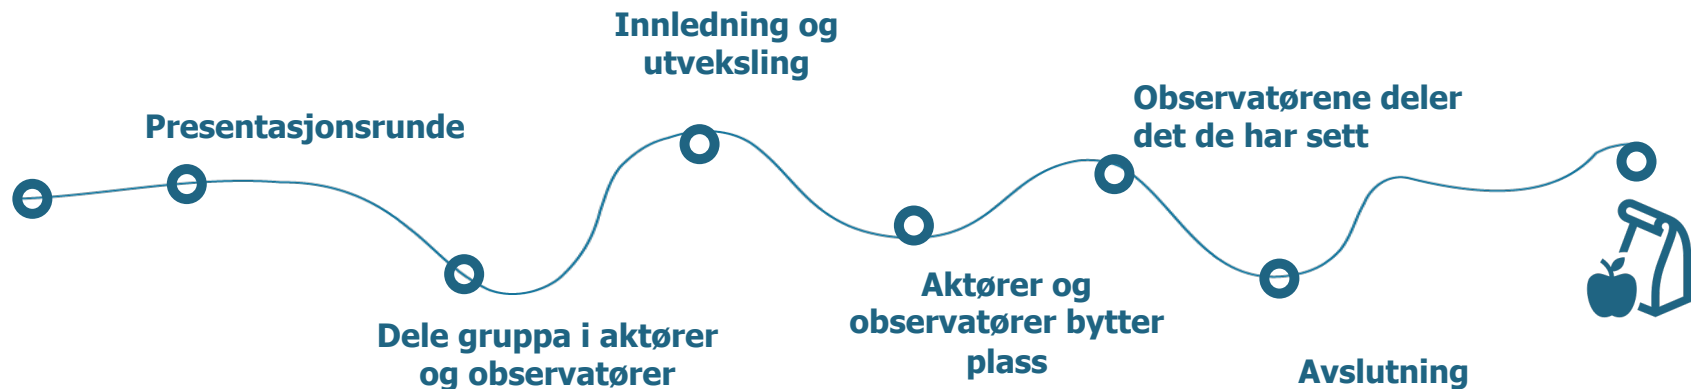 Presentasjonsrunde
Dele gruppa i aktører
og observatører
Innledning og
utveksling
Aktører og
observatører bytter
plass
Observatørene deler
det de har sett
Avslutning